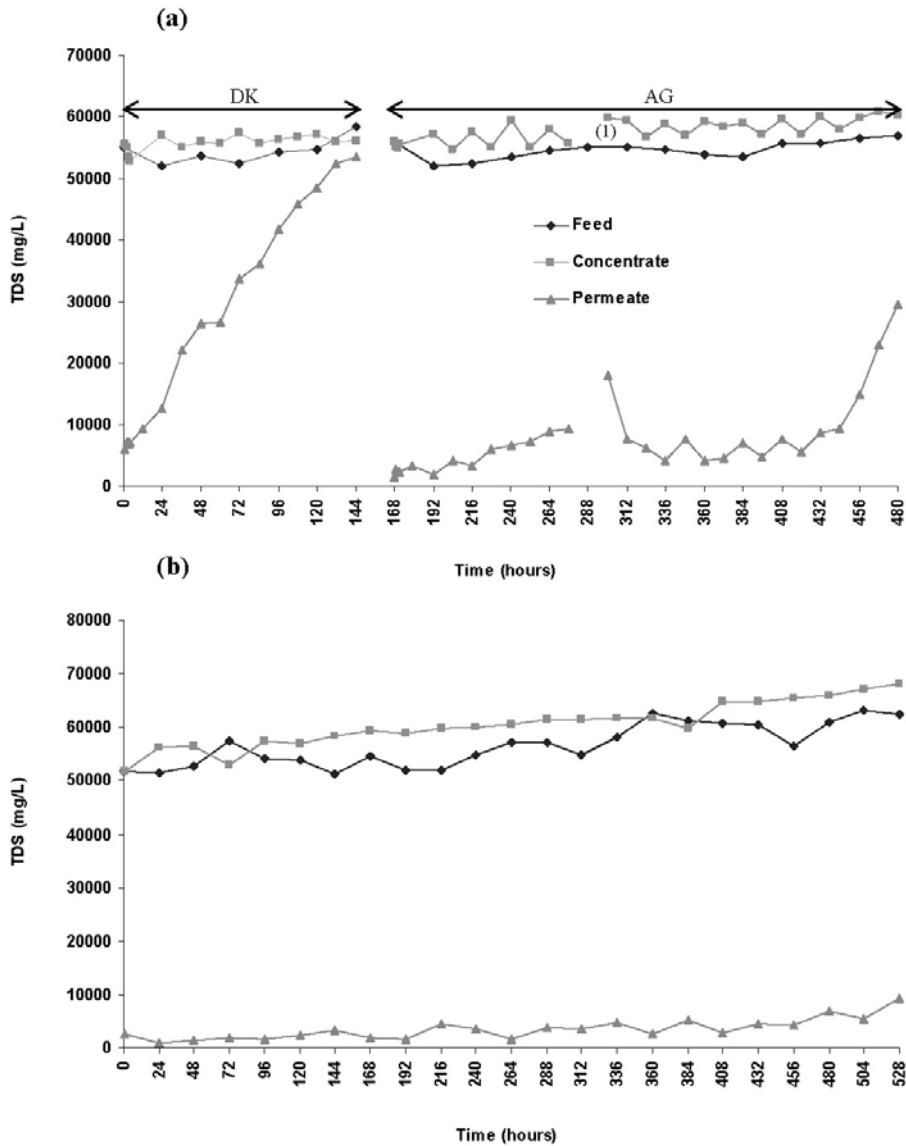 (a)
70000
60000
50000
40000
30000
20000
10000
0
TDS (mg/L)
DK
AG
(1)
Feed
Concentrate
Permeate
0 24 48 72 96 120 144 168 192 216 240 264 288 312 336 360 384 408 432 456 480
Time (hours)
(b)
80000
70000
60000
50000
40000
30000
20000
10000
0
TDS (mg/L)
0 24 48 72 96 120 144 168 192 216 240 264 288 312 336 360 384 408 432 456 480 504 528
Time (hours)